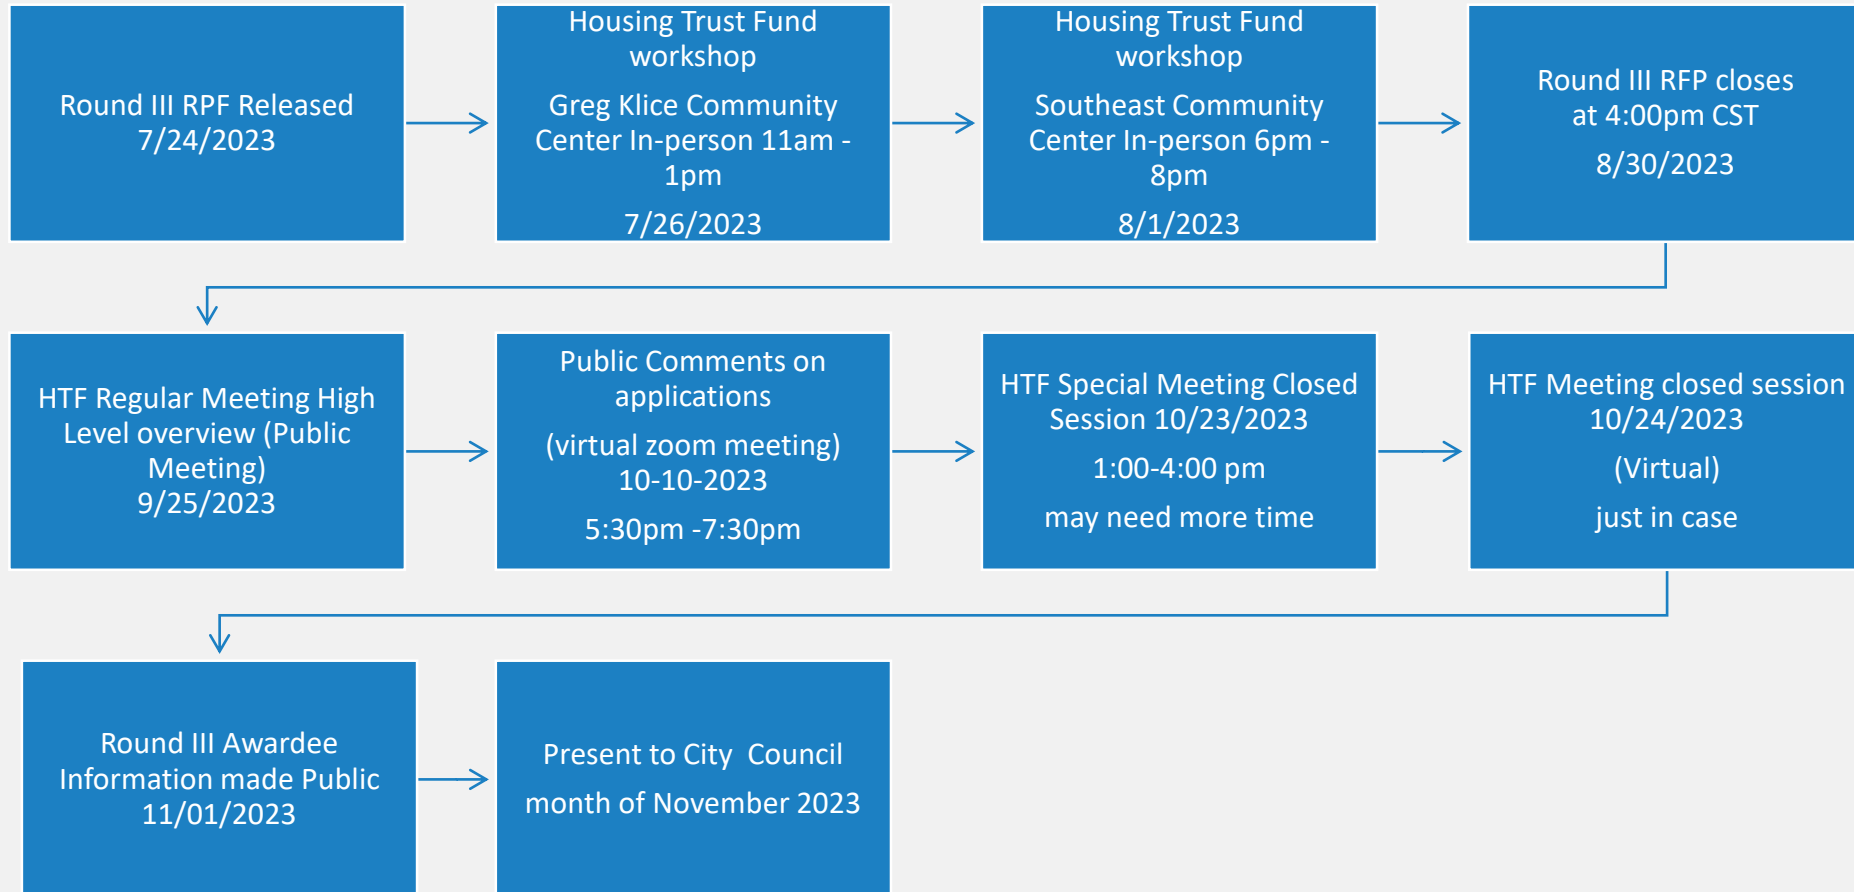 Round III RPF Released
7/24/2023
Housing Trust Fund
workshop
Greg Klice Community
Center In-person 11am -
1pm
7/26/2023
Housing Trust Fund
workshop
Southeast Community
Center In-person 6pm -
8pm
8/1/2023
Round III RFP closes
at 4:00pm CST
8/30/2023
HTF Regular Meeting High
Level overview (Public
Meeting)
9/25/2023
Public Comments on
applications
(virtual zoom meeting)
10-10-2023
5:30pm -7:30pm
HTF Special Meeting Closed
Session 10/23/2023
1:00-4:00 pm
may need more time
HTF Meeting closed session
10/24/2023
(Virtual)
just in case
Round III Awardee
Information made Public
11/01/2023
Present to City  Council
month of November 2023